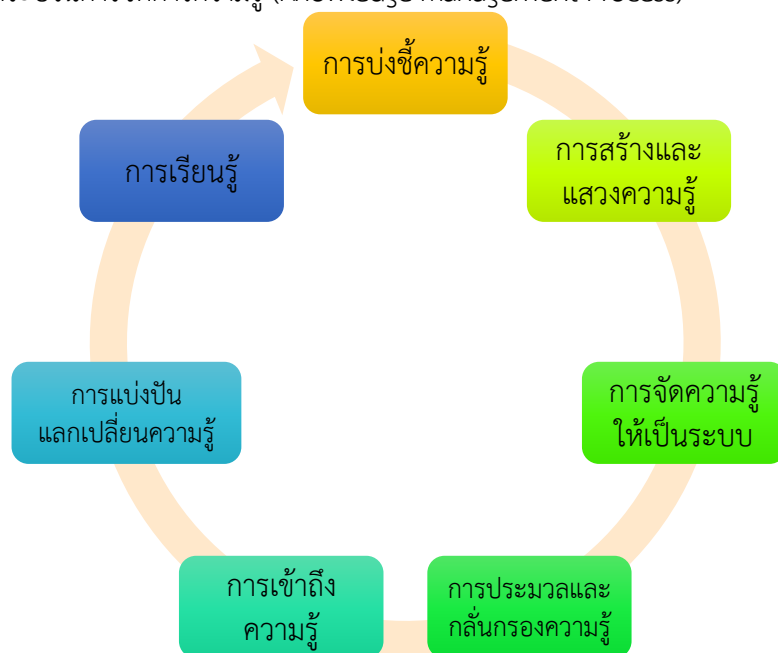 (Knowledge Management Process)
การบ่งชี้ความรู้
การสร้างและ
แสวงความรู้
การจัดความรู้
ให้เป็นระบบ
การประมวลและ
กลั่นกรองความรู้
การเข้าถึง
ความรู้
การแบ่งปัน
แลกเปลี่ยนความรู้
การเรียนรู้